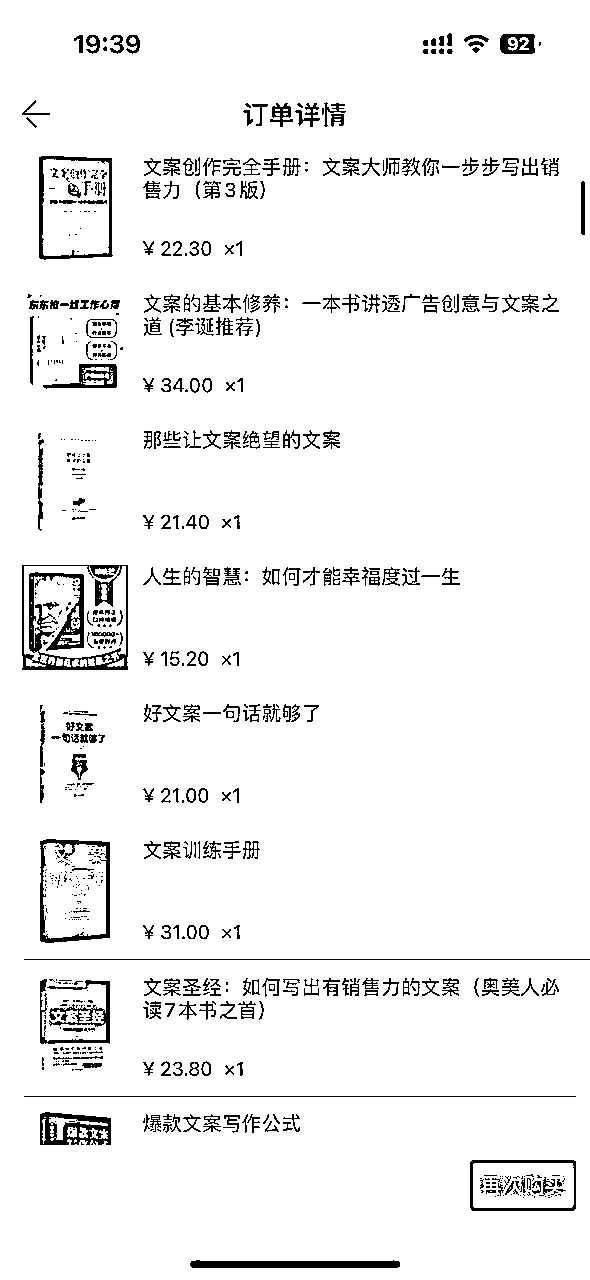 19:39
92
订单详情
文案创作完全手册：文案大师教你一步步写出销
售力（第3版）
¥ 22.30 ×1
东东枪一线工作心得
文案的基本修养：一本书讲透广告创意与文案之
道 (李诞推荐)
¥ 34.00 ×1
那些让文案绝望的文案
¥ 21.40 ×1
人生的智慧：如何才能幸福度过一生
¥ 15.20 ×1
好文案一句话就够了
好文案
一句话就够了
¥ 21.00 ×1
文案训练手册
¥ 31.00 ×1
文案圣经：如何写出有销售力的文案（奥美人必
读7本书之首）
¥ 23.80 ×1
爆款文案写作公式
再次购买